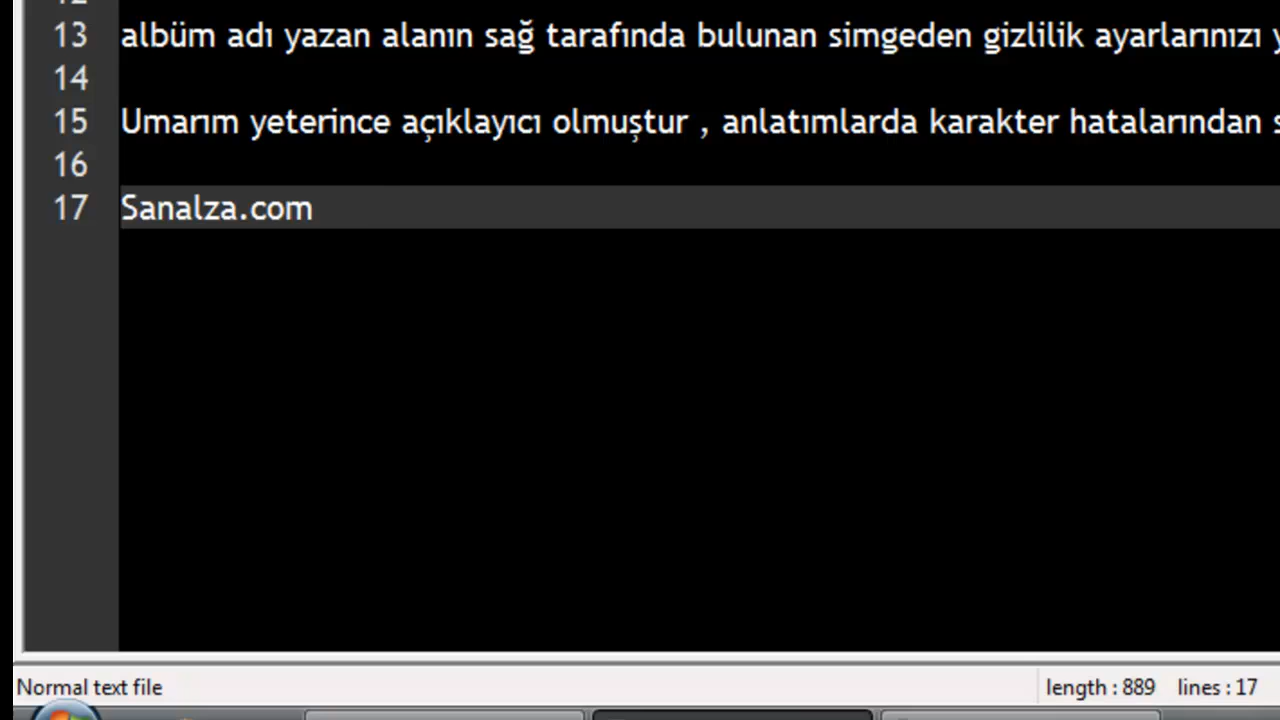 12
13 albüm adı yazan alanın sağ tarafında bulunan simgeden gizlilik ayarlarınızı
14
15 Umarım yeterince açıklayıcı olmuştur , anlatımlarda karakter hatalarından
16
17 Sanalza.com
Normal text file length : 889 lines : 17